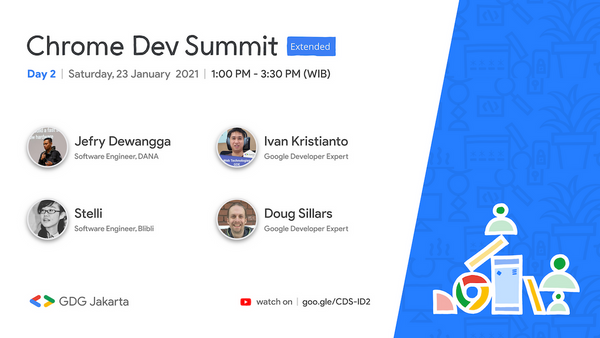 Chrome Dev Summit Extended
Day 2 | Saturday, 23 January 2021 | 1:00 PM - 3:30 PM (WIB)
Jefry Dewangga
Software Engineer, DANA
Ivan Kristianto
Google Developer Expert
Stelli
Software Engineer, Blibli
Doug Sillars
Google Developer Expert
GDG Jakarta
watch on | goo.gle/CDS-ID2